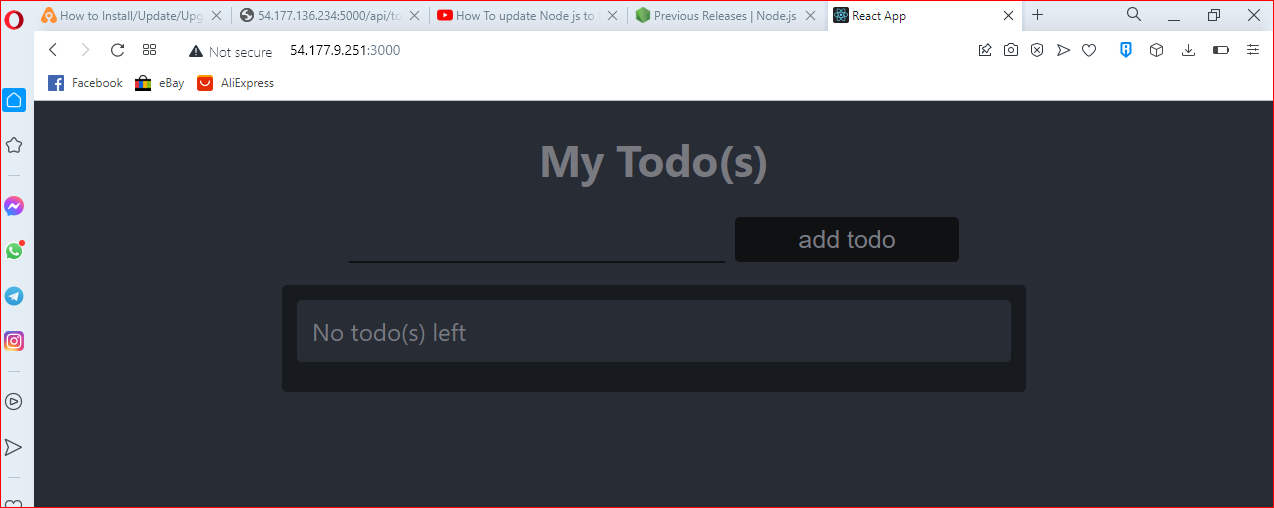 How to Install/Update/Upg
54.177.136.234:5000/api/to
How To update Node js to
Previous Releases | Node.js
React App
Not secure 54.177.9.251:3000
Facebook eBay AliExpress
My Todo(s)
add todo
No todo(s) left